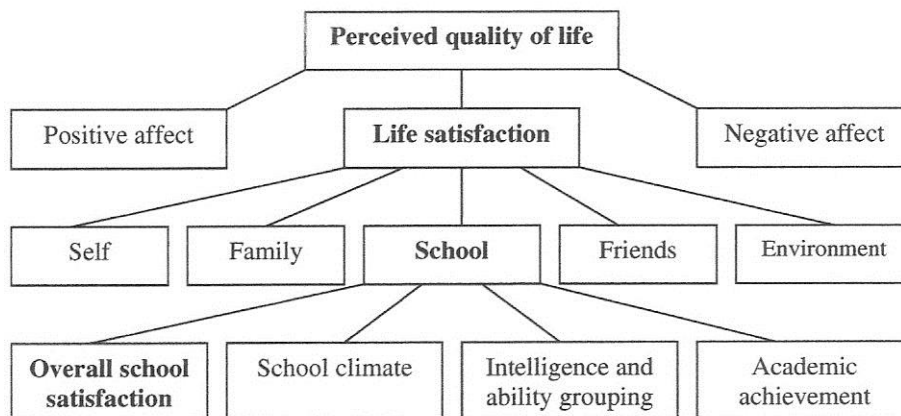 Perceived quality of life
Positive affect
Life satisfaction
Negative affect
Self
Family
School
Friends
Environment
Overall school
satisfaction
School climate
Intelligence and
ability grouping
Academic
achievement